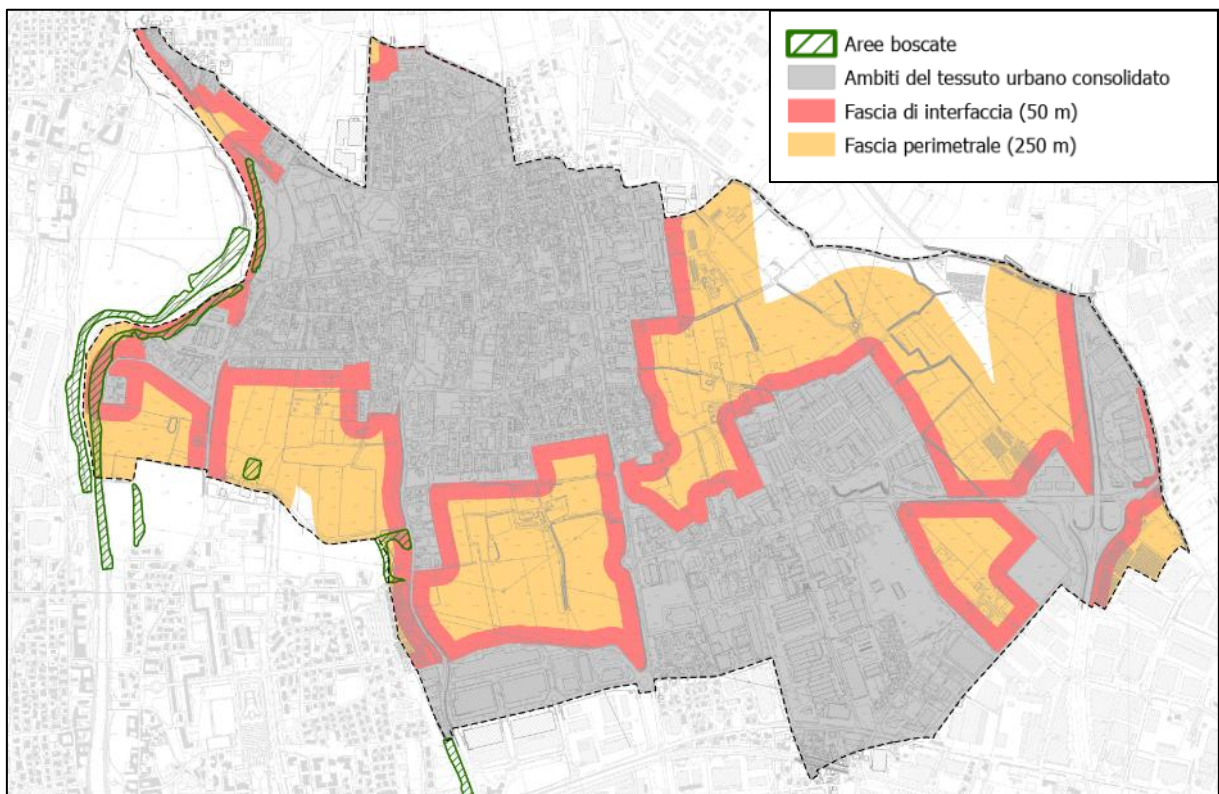 Aree boscate
Ambiti del tessuto urbano consolidato
Fascia di interfaccia (50 m)
Fascia perimetrale (250 m)